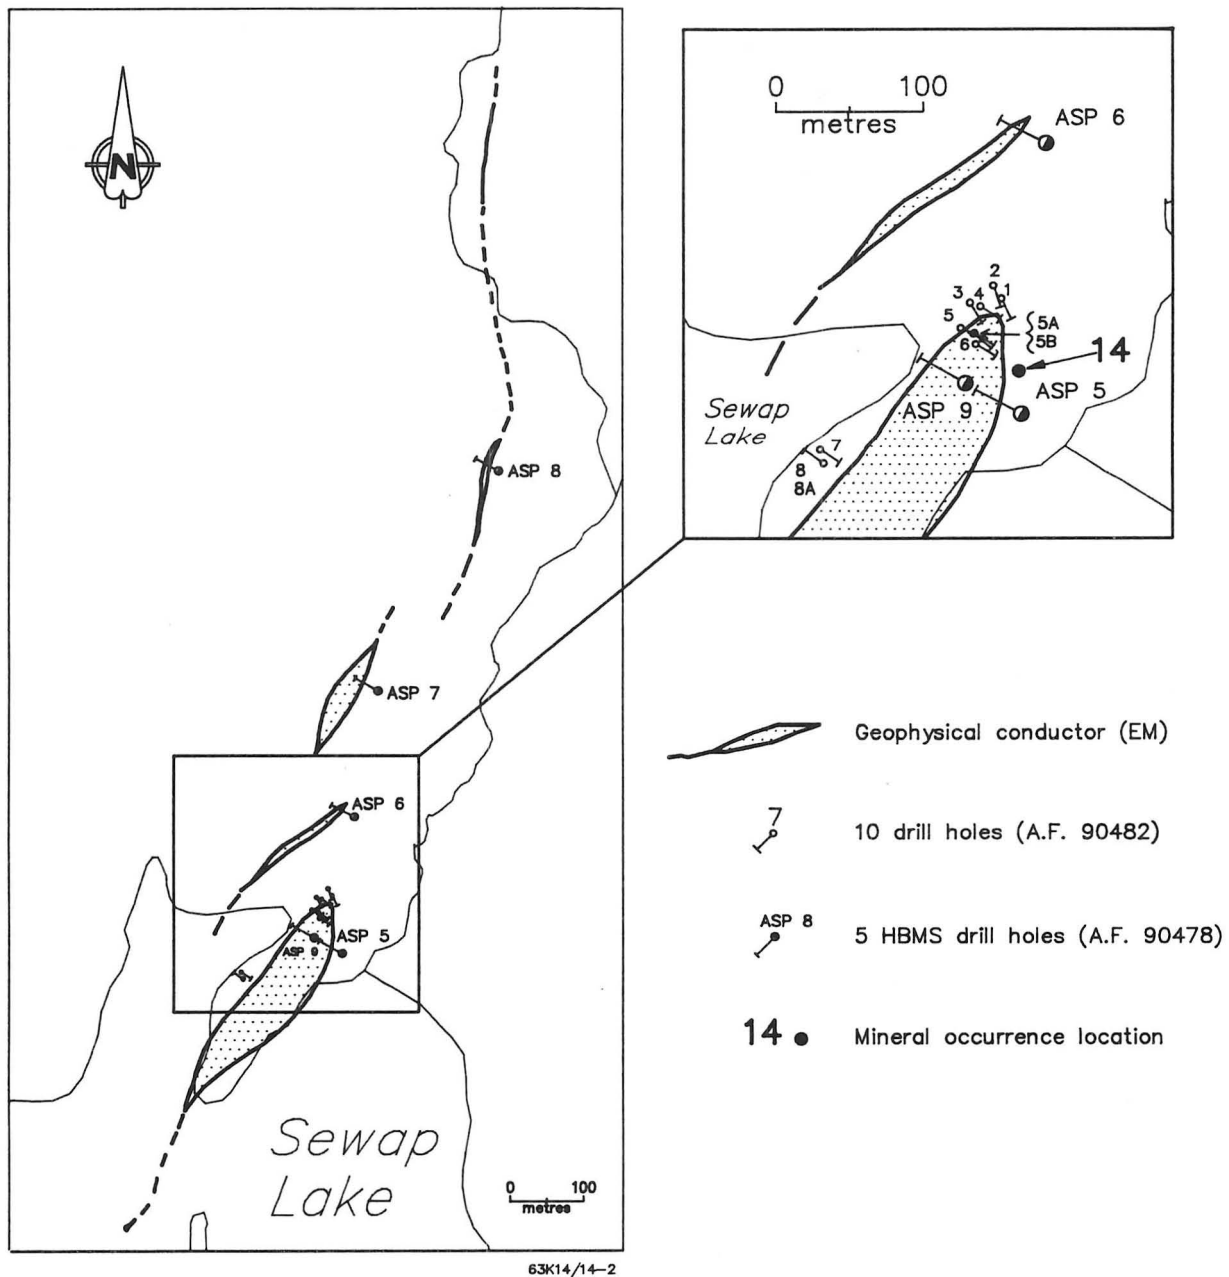 N
ASP 8
ASP 7
ASP 6
ASP 5
ASP 9
Sewap
Lake
0 100
metres
63K14/14-2
0 100
metres
ASP 6
2
3 4 1
5
5A
5B
6
14
ASP 5
ASP 9
Sewap
Lake
7
8
8A
Geophysical conductor (EM)
7
10 drill holes (A.F. 90482)
ASP 8
5 HBMS drill holes (A.F. 90478)
14
Mineral occurrence location